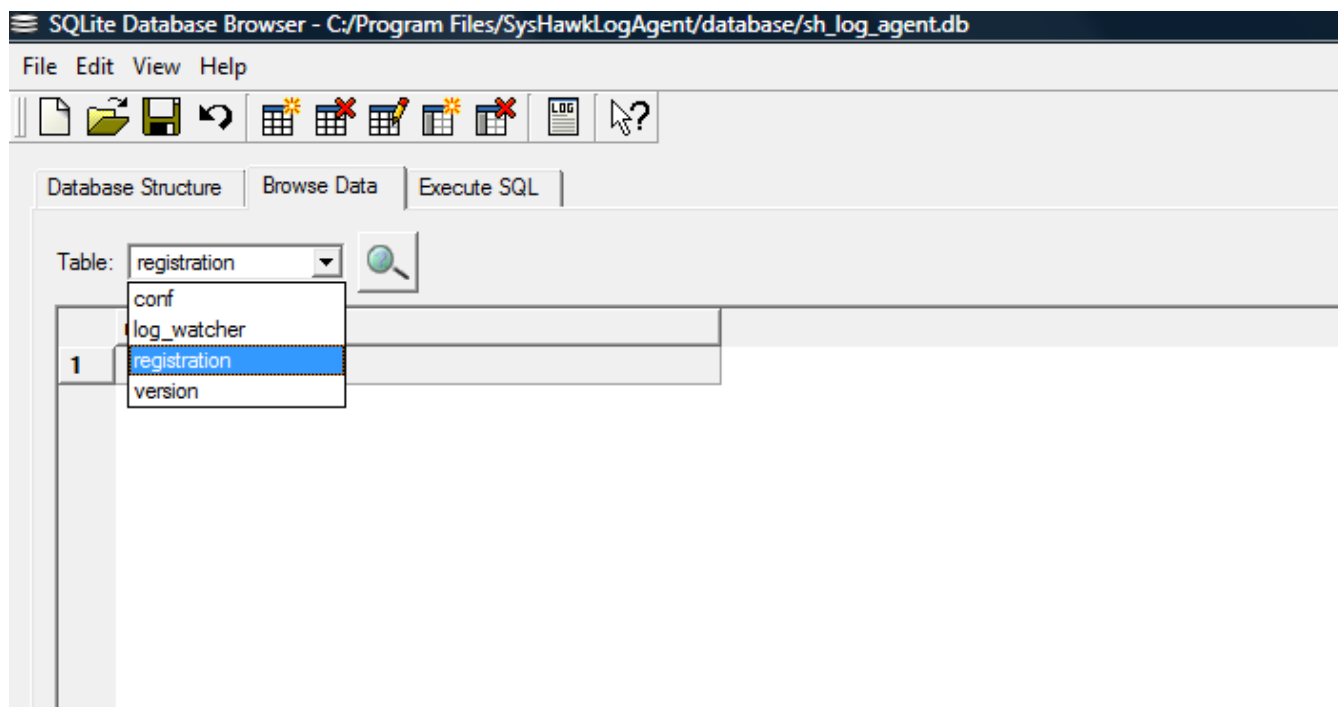 SQLite Database Browser - C:/Program Files/SysHawkLogAgent/database/sh_log_agent.db
File Edit View Help
LOG
Database Structure Browse Data Execute SQL
Table: registration
conf
log_watcher
1 registration
version